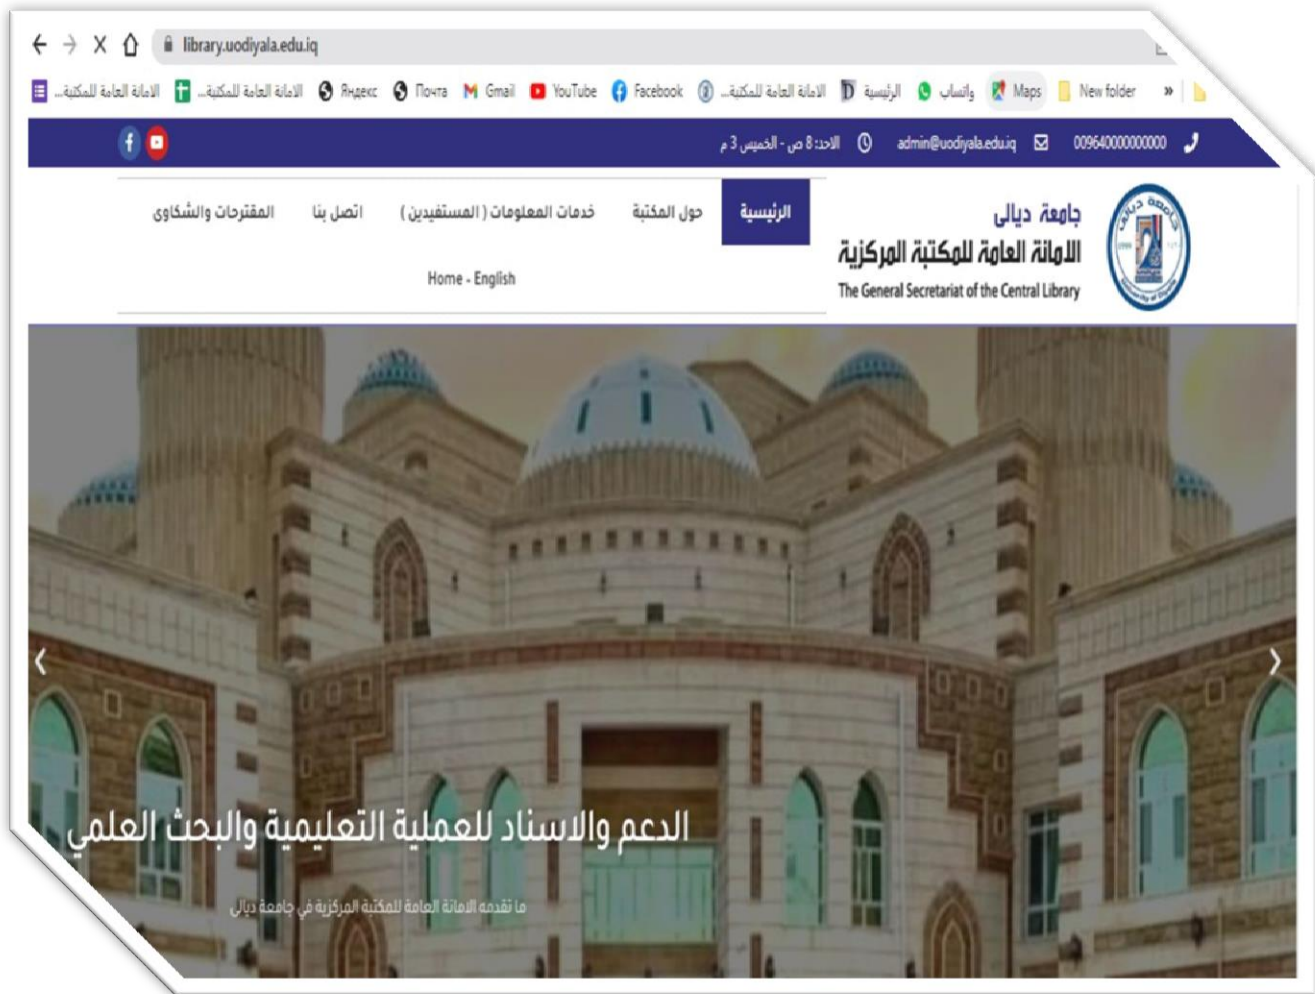 library.uodiyala.edu.iq
الامانة العامة للمكتبة... الامانة العامة للمكتبة... Яндекс Почта Gmail YouTube Facebook الامانة العامة للمكتبة... الرئيسية واتساب Maps New folder »
الاحد: 8 ص - الخميس 3 م admin@uodiyala.edu.iq 009640000000000
جامعة ديالى
الامانة العامة للمكتبة المركزية
The General Secretariat of the Central Library
الرئيسية حول المكتبة خدمات المعلومات ( المستفيدين ) اتصل بنا المقترحات والشكاوى
Home - English
الدعم والاسناد للعملية التعليمية والبحث العلمي
ما تقدمه الامانة العامة للمكتبة المركزية في جامعة ديالى